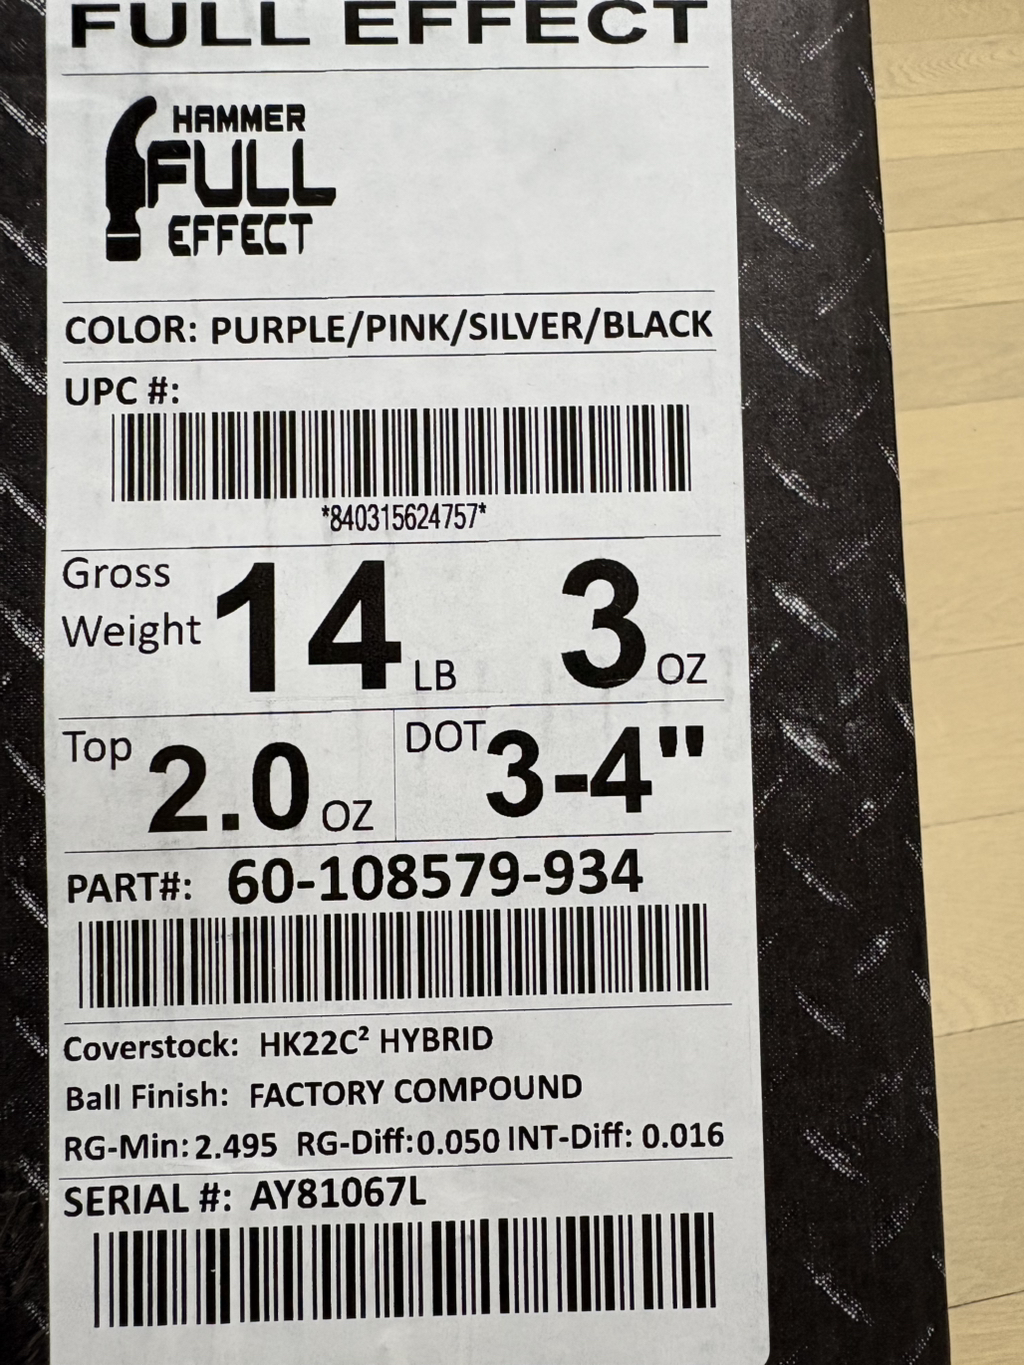 FULL EFFECT
HAMMER
FULL
EFFECT
COLOR: PURPLE/PINK/SILVER/BLACK
UPC #:
*840315624757*
Gross Weight 14 LB 3 OZ
Top 2.0 OZ DOT 3-4"
PART#: 60-108579-934
Coverstock: HK22C² HYBRID
Ball Finish: FACTORY COMPOUND
RG-Min: 2.495 RG-Diff: 0.050 INT-Diff: 0.016
SERIAL #: AY81067L